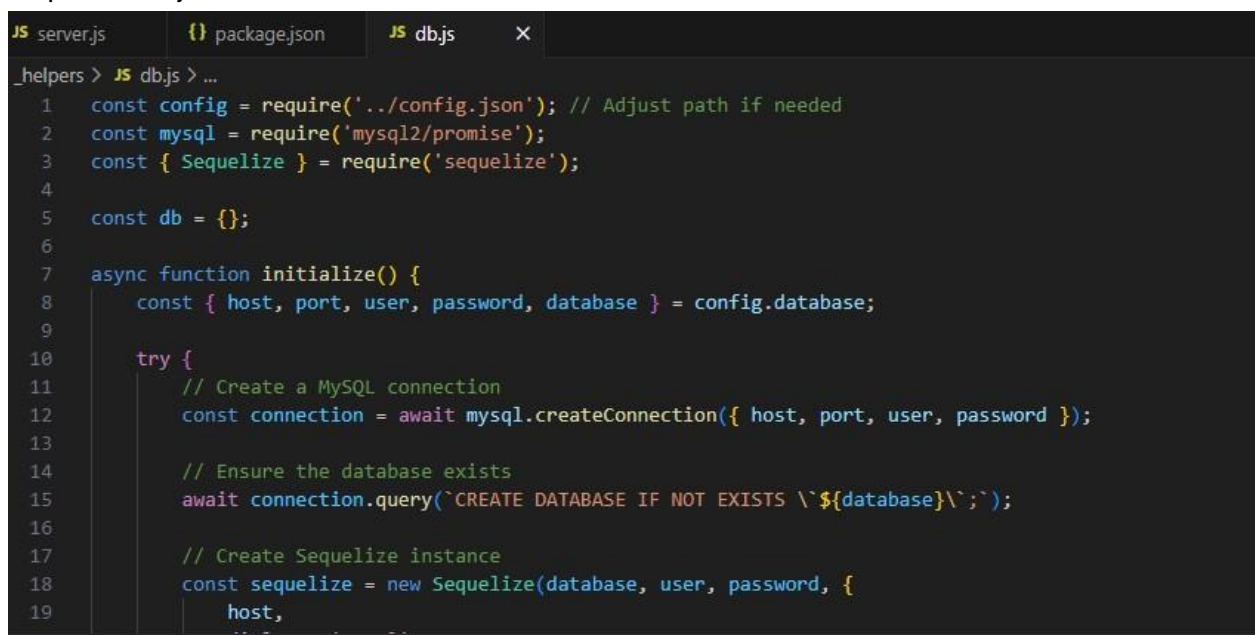 JS server.js {} package.json JS db.js ×
_helpers > JS db.js > ...
1 const config = require('../config.json'); // Adjust path if needed
2 const mysql = require('mysql2/promise');
3 const { Sequelize } = require('sequelize');
4
5 const db = {};
6
7 async function initialize() {
8 const { host, port, user, password, database } = config.database;
9
10 try {
11 // Create a MySQL connection
12 const connection = await mysql.createConnection({ host, port, user, password });
13
14 // Ensure the database exists
15 await connection.query(`CREATE DATABASE IF NOT EXISTS \`${database}\`;`);
16
17 // Create Sequelize instance
18 const sequelize = new Sequelize(database, user, password, {
19 host,